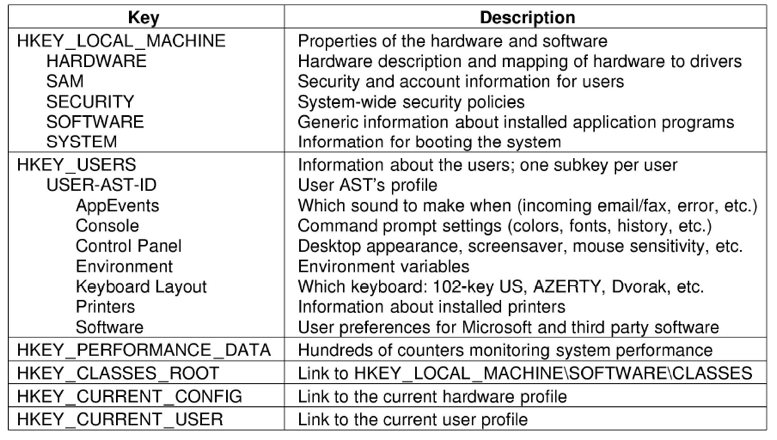 Key Description
HKEY_LOCAL_MACHINE Properties of the hardware and software
HARDWARE Hardware description and mapping of hardware to drivers
SAM Security and account information for users
SECURITY System-wide security policies
SOFTWARE Generic information about installed application programs
SYSTEM Information for booting the system
HKEY_USERS Information about the users; one subkey per user
USER-AST-ID User AST's profile
AppEvents Which sound to make when (incoming email/fax, error, etc.)
Console Command prompt settings (colors, fonts, history, etc.)
Control Panel Desktop appearance, screensaver, mouse sensitivity, etc.
Environment Environment variables
Keyboard Layout Which keyboard: 102-key US, AZERTY, Dvorak, etc.
Printers Information about installed printers
Software User preferences for Microsoft and third party software
HKEY_PERFORMANCE_DATA Hundreds of counters monitoring system performance
HKEY_CLASSES_ROOT Link to HKEY_LOCAL_MACHINE\SOFTWARE\CLASSES
HKEY_CURRENT_CONFIG Link to the current hardware profile
HKEY_CURRENT_USER Link to the current user profile